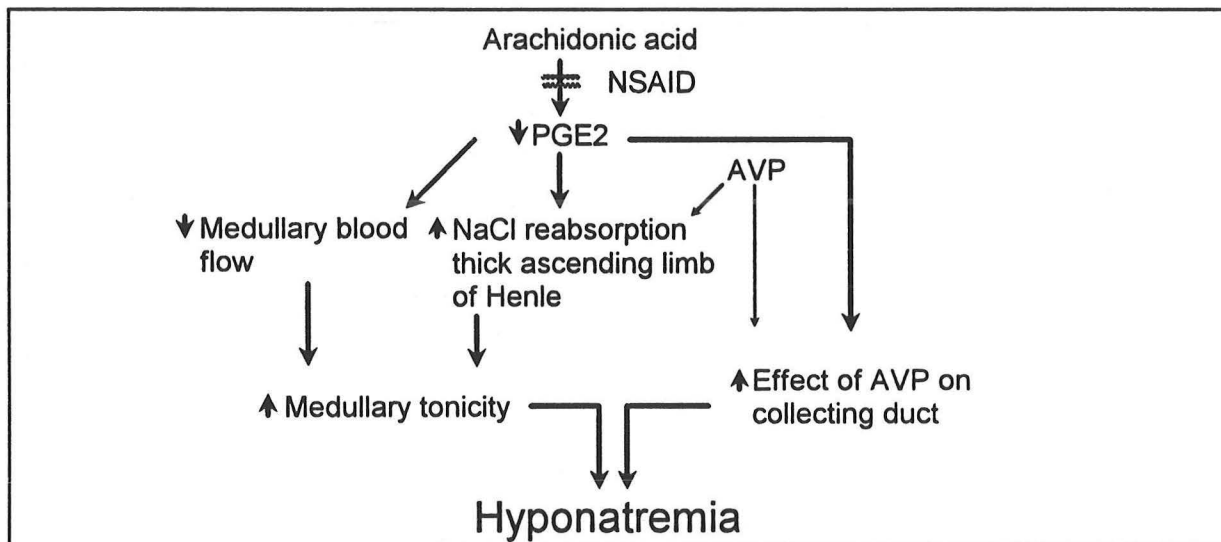 Arachidonic acid
NSAID
PGE2
AVP
Medullary blood
flow
NaCl reabsorption
thick ascending limb
of Henle
Medullary tonicity
Effect of AVP on
collecting duct
Hyponatremia